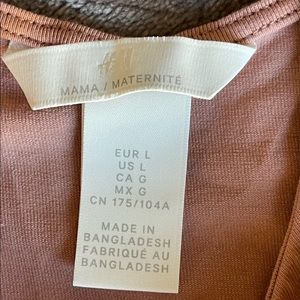 H&M
MAMA / MATERNITÉ
EUR L
US L
CA G
MX G
CN 175/104A
MADE IN
BANGLADESH
FABRIQUÉ AU
BANGLADESH